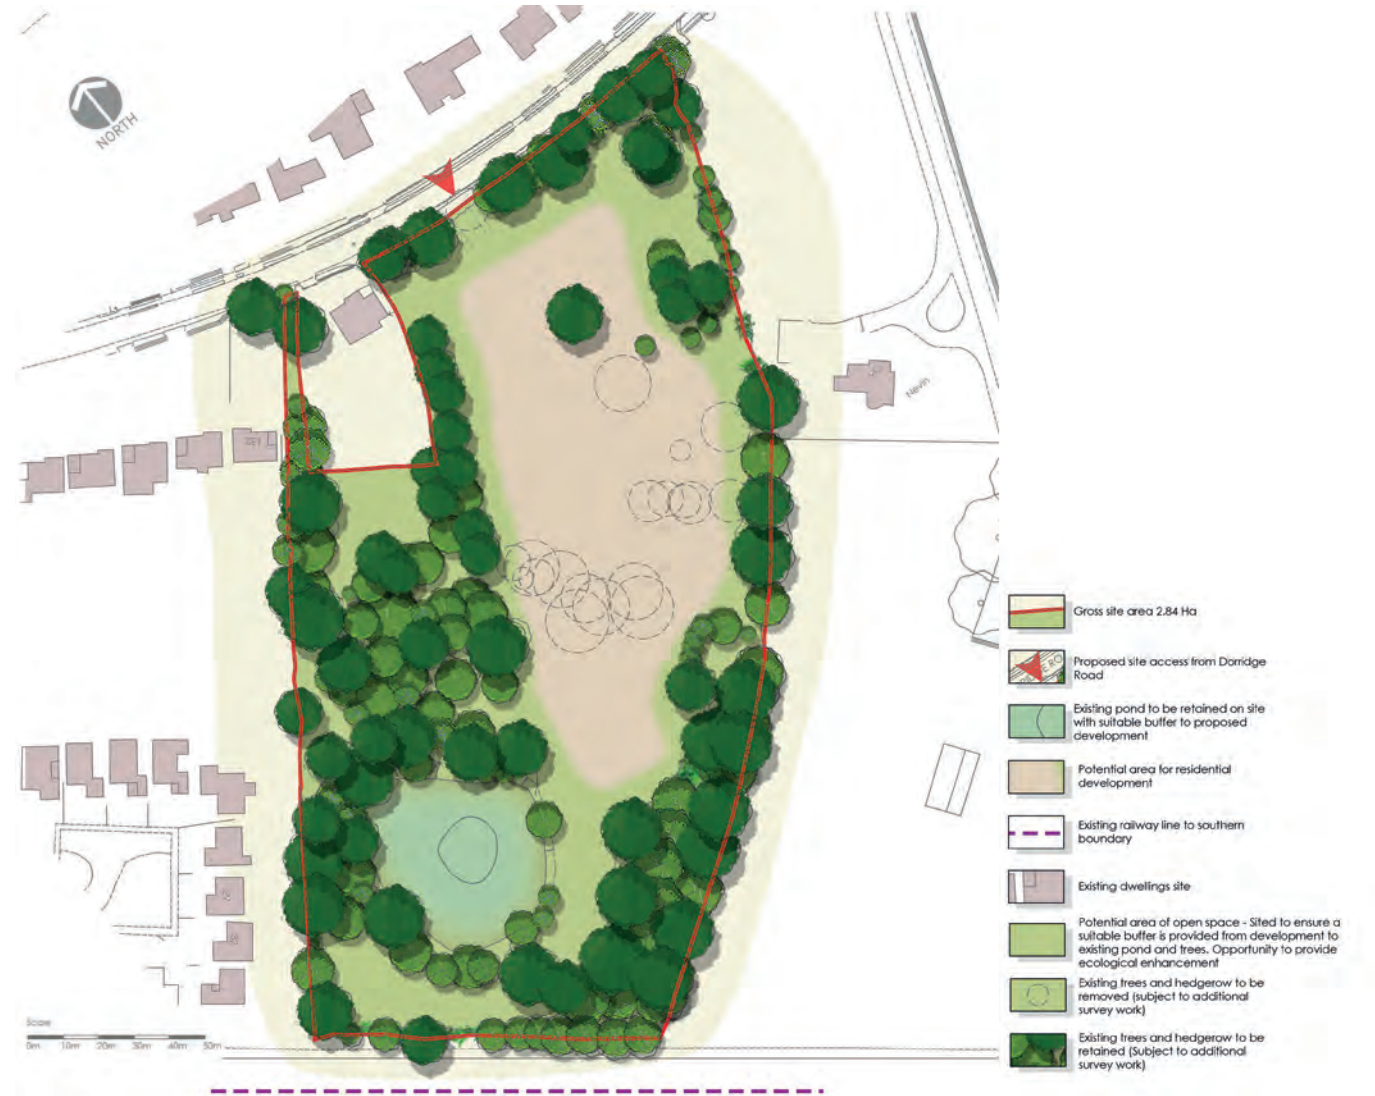 NORTH
Nevin
Gross site area 2.84 Ha
Proposed site access from Dorridge
Road
Existing pond to be retained on site
with suitable buffer to proposed
development
Potential area for residential
development
Existing railway line to southern
boundary
Existing dwellings site
Potential area of open space - Sited to ensure a
suitable buffer is provided from development to
existing pond and trees. Opportunity to provide
ecological enhancement
Existing trees and hedgerow to be
removed (subject to additional
survey work)
Existing trees and hedgerow to be
retained (Subject to additional
survey work)
Scale
0m 10m 20m 30m 40m 50m